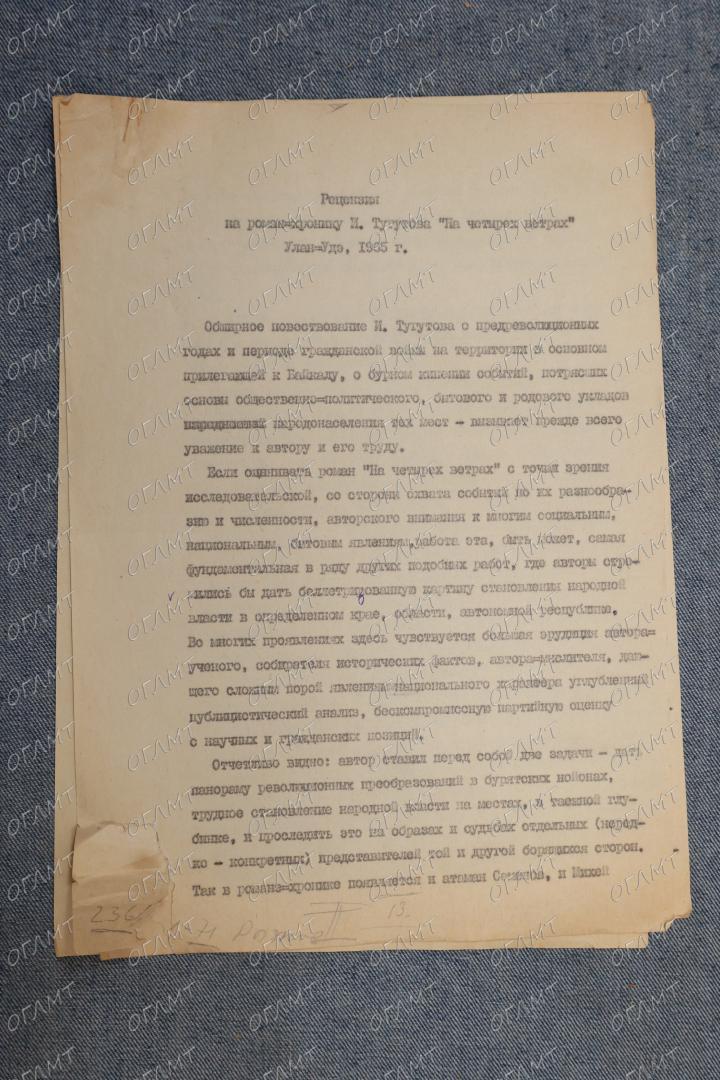 Рецензия
на роман=хронику И. Тугутова "На четырех ветрах"
Улан=Удэ, 1965 г.
Обширное повествование И. Тугутова о предреволюционных
годах и периоде гражданской войны на территории в основном
прилегающей к Байкалу, о бурном кипении событий, потрясших
основы общественно=политического, бытового и родового укладов
народонаселения тех мест - вызывает прежде всего
уважение к автору и его труду.
Если оценивать роман "На четырех ветрах" с точки зрения
исследовательской, со стороны охвата событий по их разнообра-
зию и численности, авторского внимания к многим социальным,
национальным, бытовым явлениям, работа эта, быть может, самая
фундаментальная в ряду других подобных работ, где авторы стре-
мились бы дать беллетризованную картину становления народной
власти в определенном крае, области, автономной республике.
Во многих проявлениях здесь чувствуется большая эрудиция автора=
ученого, собирателя исторических фактов, автора=мыслителя, даю-
щего сложным порой явлениям национального характера углубленный
публицистический анализ, бескомпромиссную партийную оценку
с научных и гражданских позиций.
Отчетливо видно: автор ставил перед собой две задачи - дать
панораму революционных преобразований в бурятских нойонах,
трудное становление народной власти на местах, в таежной глу-
бинке, и проследить это на образах и судьбах отдельных (неред-
ко - конкретных) представителей той и другой борящихся сторон.
Так в романе=хронике появляется и атаман Семенов, и Михей
236
13.
ОГЛМТ